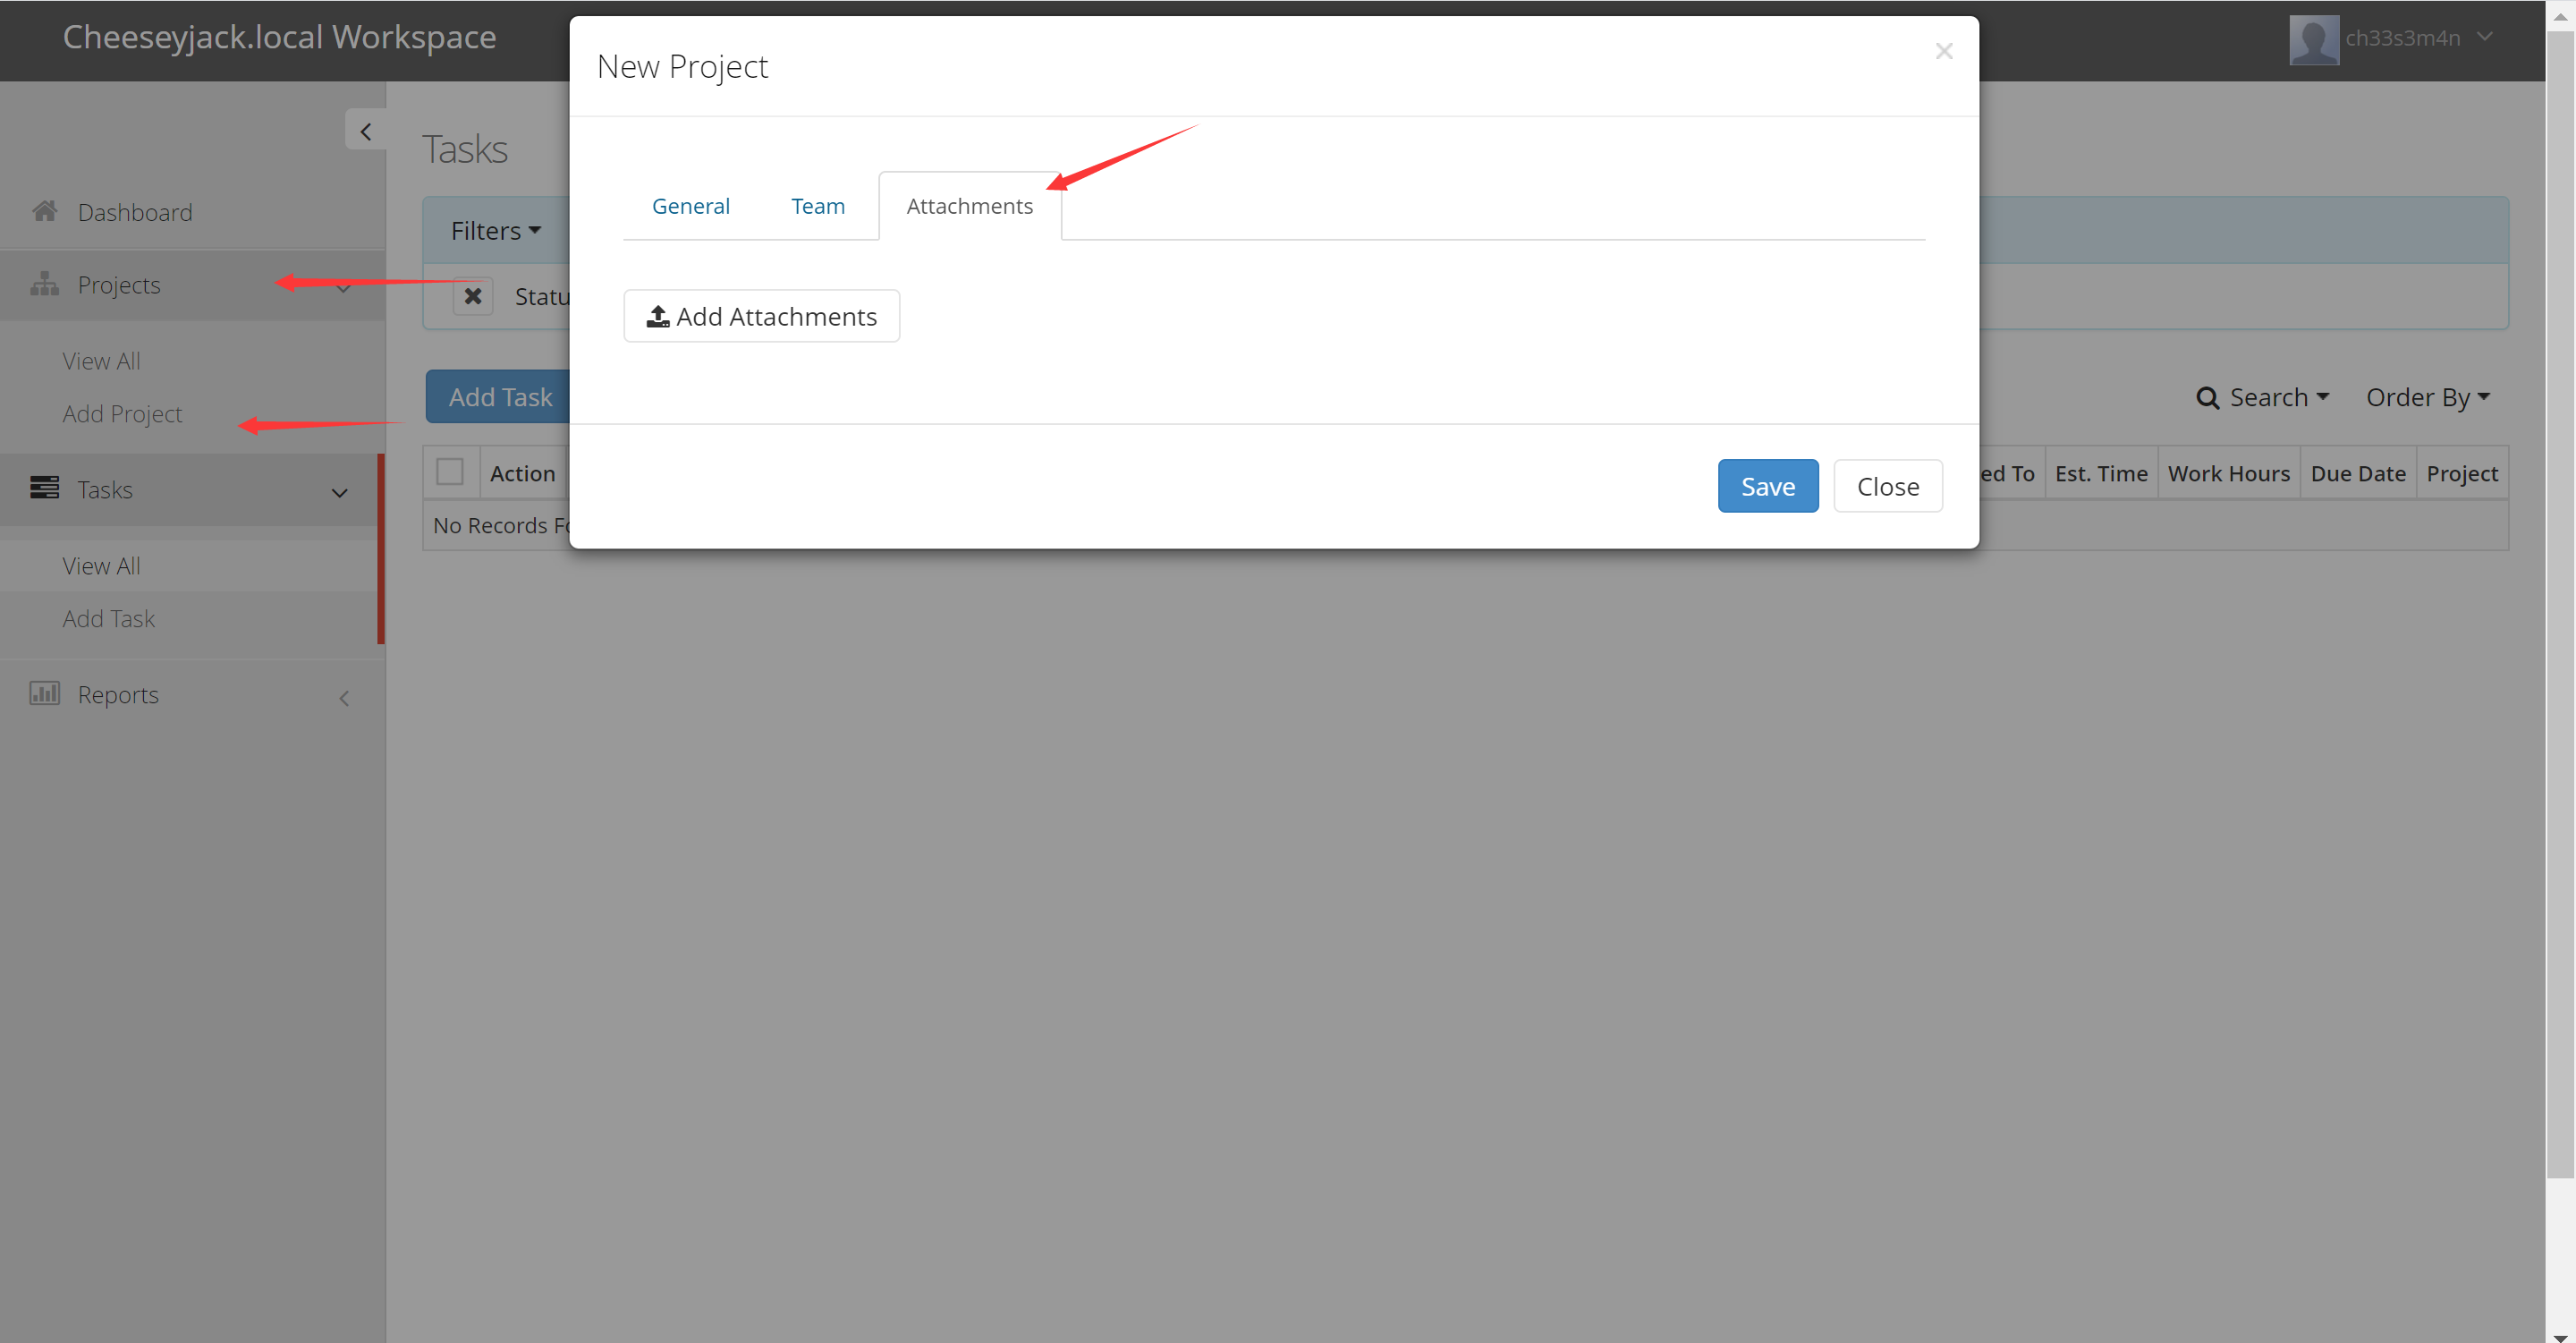 Cheeseyjack.local Workspace
ch33s3m4n
New Project
×
Tasks
Dashboard
General
Team
Attachments
Filters
Projects
Statu
Add Attachments
View All
Add Project
Add Task
Search
Order By
Action
ed To
Est. Time
Work Hours
Due Date
Project
Save
Close
Tasks
No Records Fo
View All
Add Task
Reports